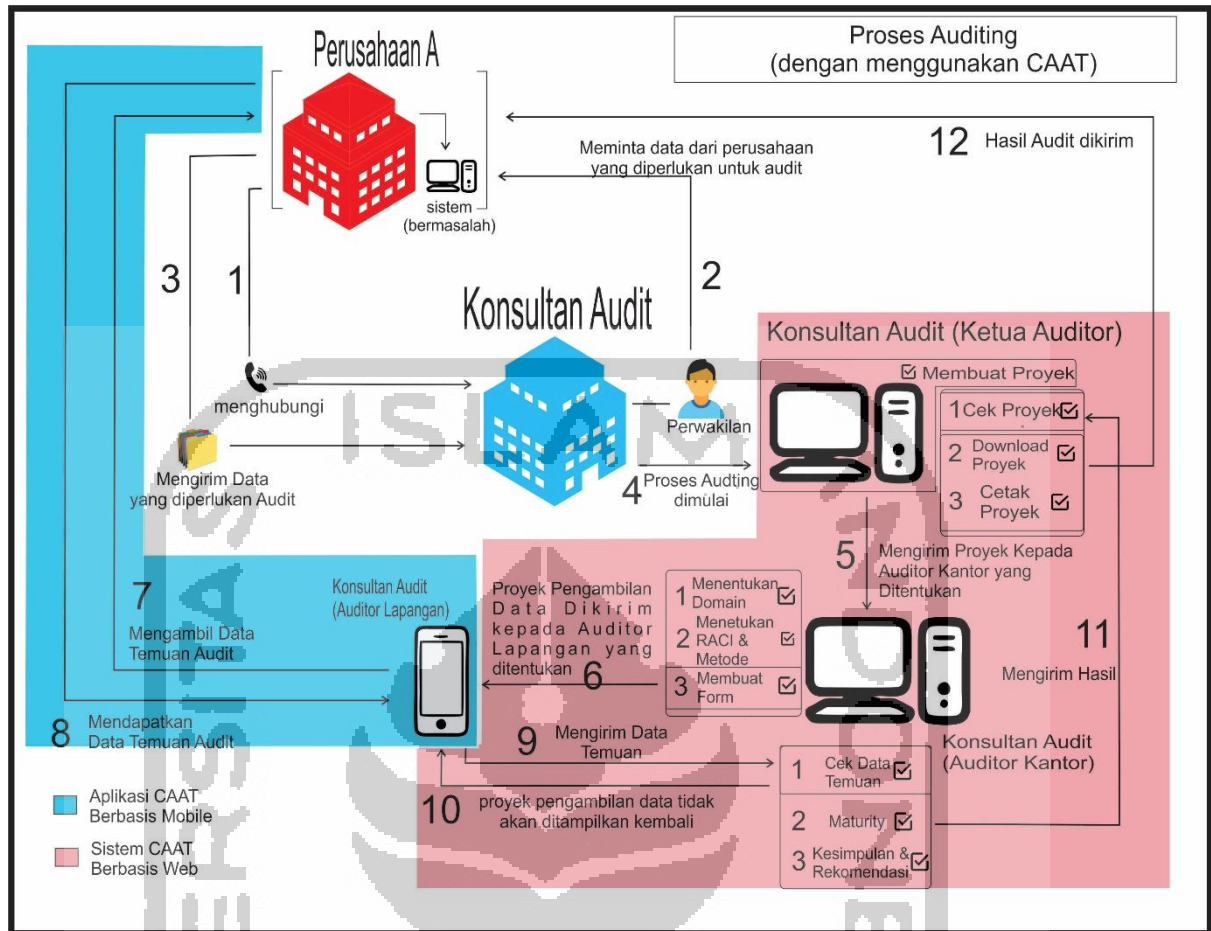 Proses Auditing
(dengan menggunakan CAAT)
Perusahaan A
sistem
(bermasalah)
Meminta data dari perusahaan
yang diperlukan untuk audit
12
Hasil Audit dikirim
3
1
2
Konsultan Audit
menghubungi
Mengirim Data
yang diperlukan Audit
Perwakilan
4
Proses Auditng
dimulai
Konsultan Audit (Ketua Auditor)
Membuat Proyek
1 Cek Proyek
2 Download
Proyek
3 Cetak
Proyek
5
Mengirim Proyek Kepada
Auditor Kantor yang
Ditentukan
11
Mengirim Hasil
7
Mengambil Data
Temuan Audit
Konsultan Audit
(Auditor Lapangan)
Proyek Pengambilan
Data Dikirim
kepada Auditor
Lapangan yang
ditentukan
6
1 Menentukan
Domain
2 Menetukan
RACI &
Metode
3 Membuat
Form
Konsultan Audit
(Auditor Kantor)
8
Mendapatkan
Data Temuan Audit
9
Mengirim Data
Temuan
10
proyek pengambilan data tidak
akan ditampilkan kembali
1 Cek Data
Temuan
2 Maturity
3 Kesimpulan &
Rekomendasi
Aplikasi CAAT
Berbasis Mobile
Sistem CAAT
Berbasis Web
ISLAM